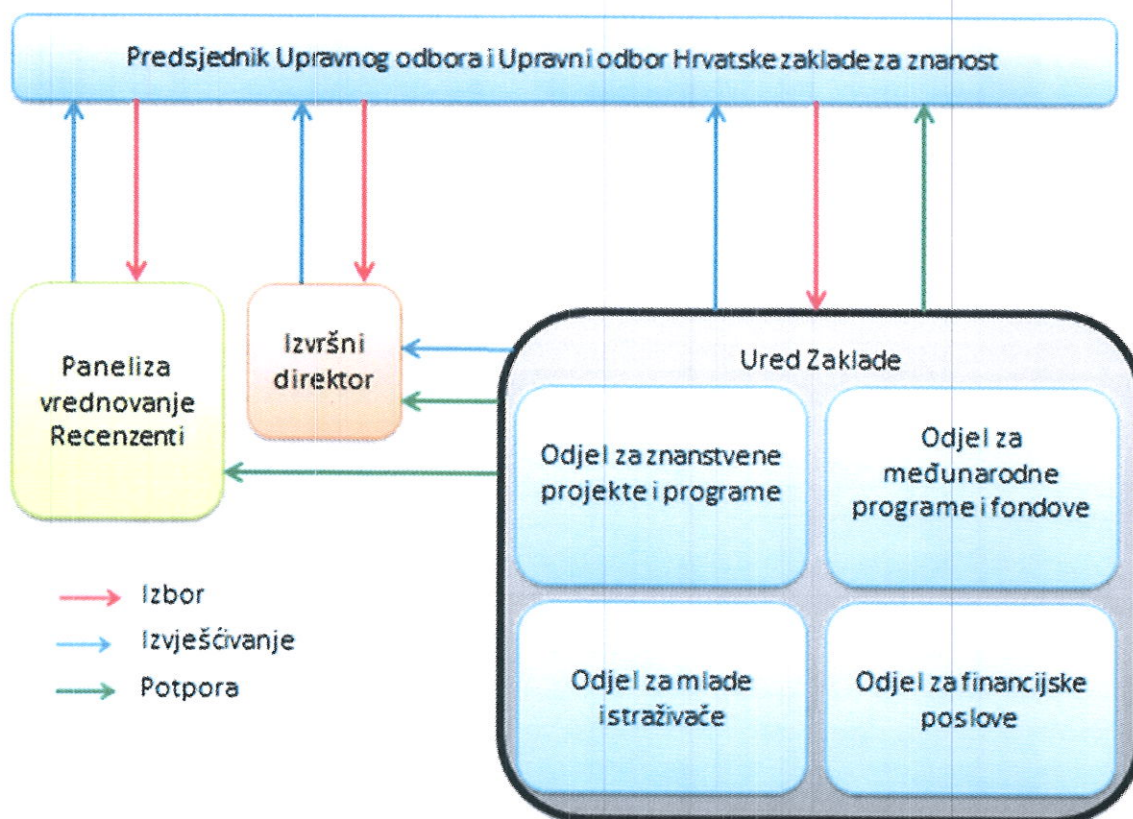 Predsjednik Upravnog odbora i Upravni odbor Hrvatske zaklade za znanost
Panel za
vrednovanje
Recenzenti
Izvršni
direktor
Ured Zaklade
Odjel za znanstvene
projekte i programe
Odjel za
međunarodne
programe i fondove
Odjel za mlade
istraživače
Odjel za financijske
poslove
Izbor
Izvješćivanje
Potpora